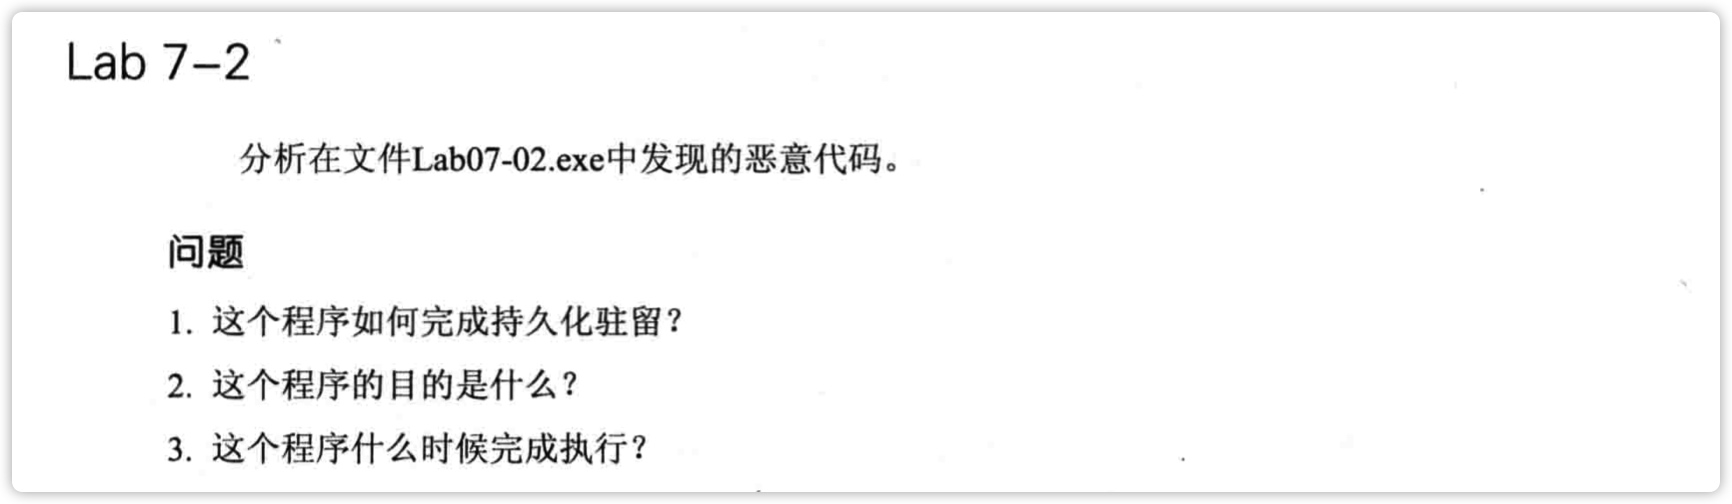 Lab 7–2
分析在文件Lab07-02.exe中发现的恶意代码。
问题
1. 这个程序如何完成持久化驻留？
2. 这个程序的目的是什么？
3. 这个程序什么时候完成执行？